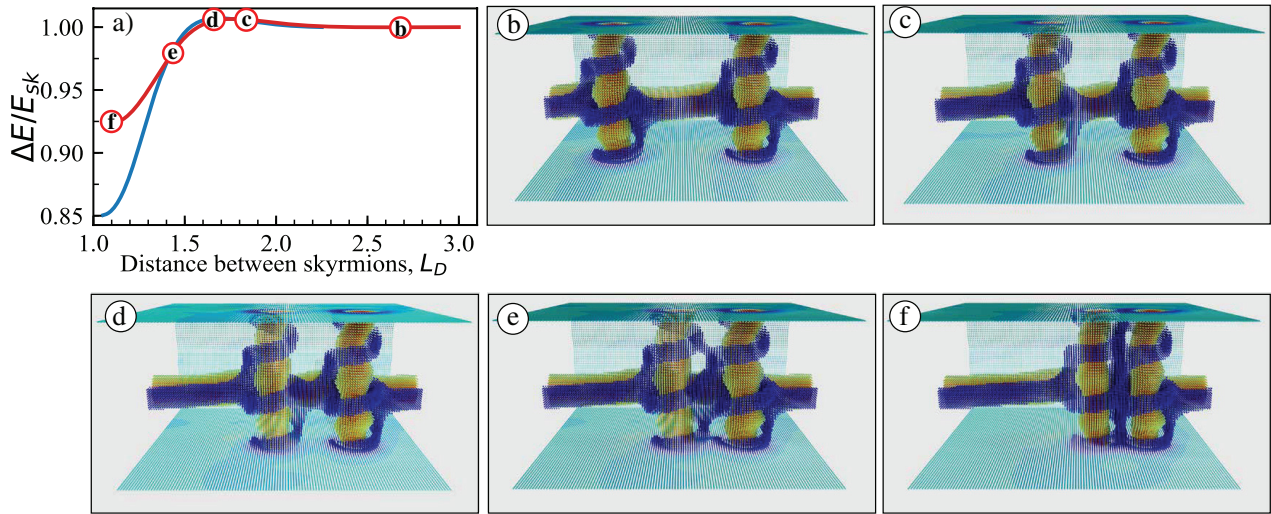 a)
ΔE/E_sk
1.00
0.95
0.90
0.85
1.0 1.5 2.0 2.5 3.0
Distance between skyrmions, L_D
f
e
d
c
b
b
c
d
e
f